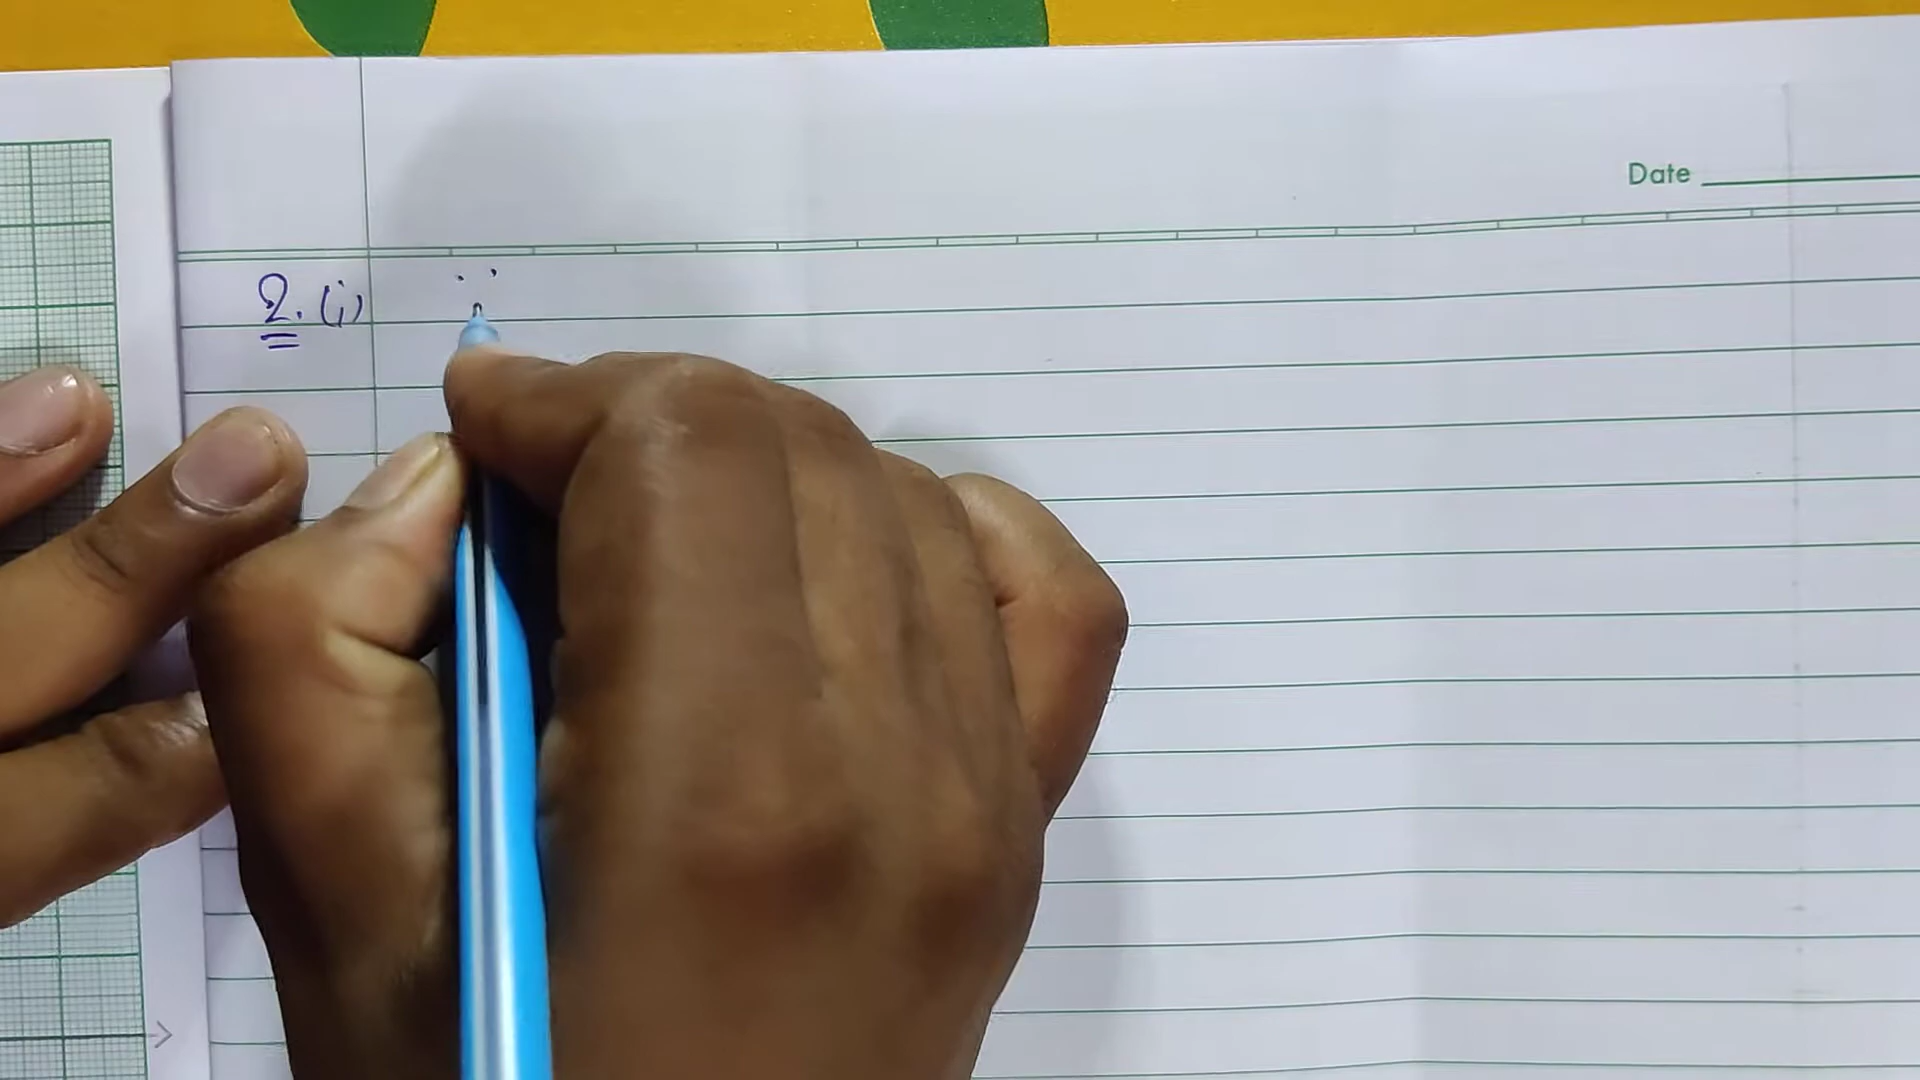 Date
2. (i) ∵